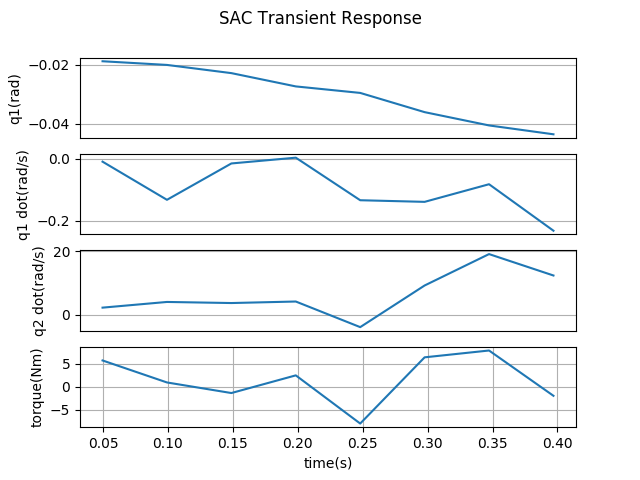 SAC Transient Response
q1(rad)
−0.02
−0.04
q1 dot(rad/s)
0.0
−0.2
q2 dot(rad/s)
20
0
torque(Nm)
5
0
−5
0.05 0.10 0.15 0.20 0.25 0.30 0.35 0.40
time(s)